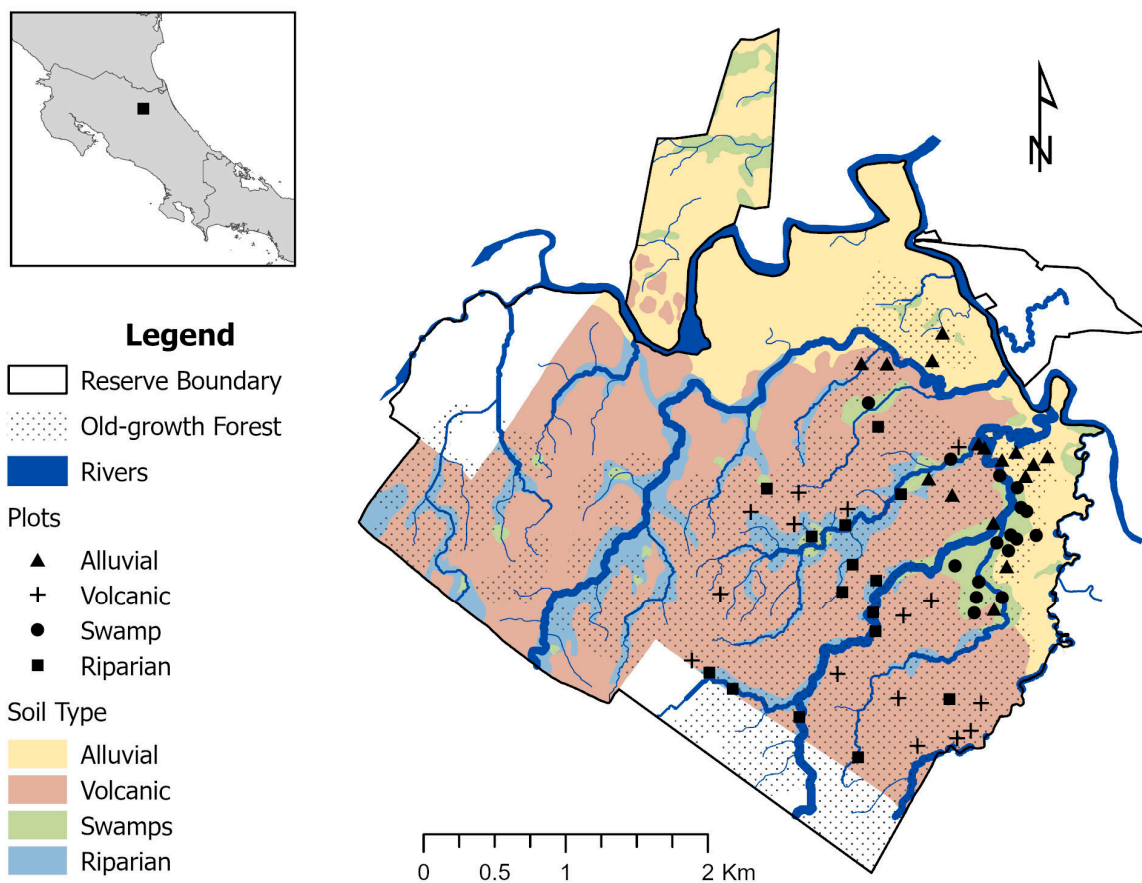 N
Legend
Reserve Boundary
Old-growth Forest
Rivers
Plots
Alluvial
Volcanic
Swamp
Riparian
Soil Type
Alluvial
Volcanic
Swamps
Riparian
0 0.5 1 2 Km